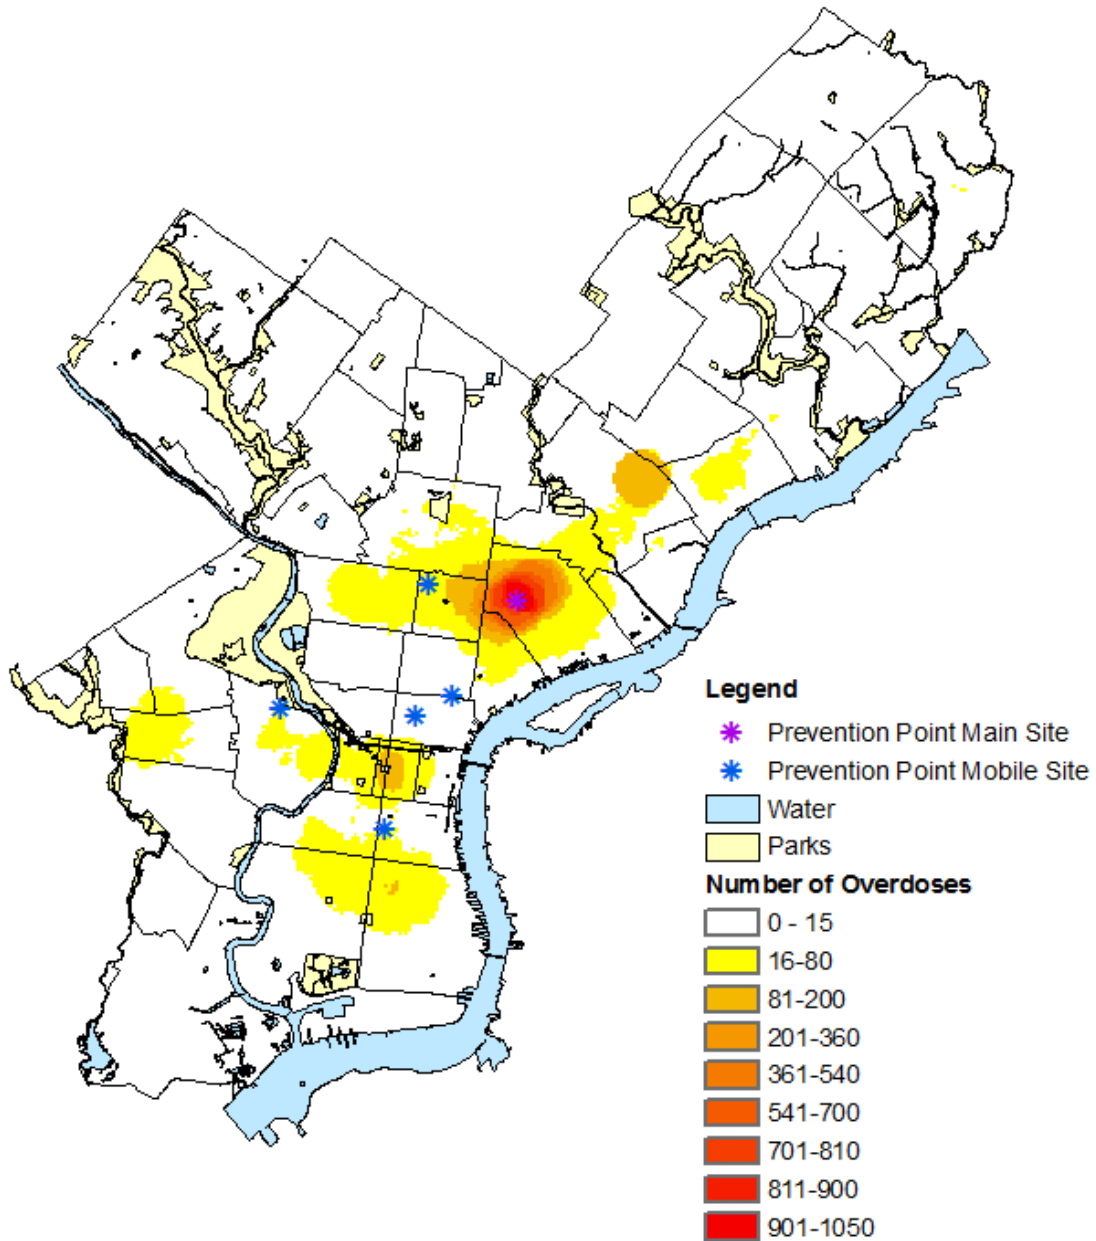 Legend
Prevention Point Main Site
Prevention Point Mobile Site
Water
Parks
Number of Overdoses
0 - 15
16-80
81-200
201-360
361-540
541-700
701-810
811-900
901-1050